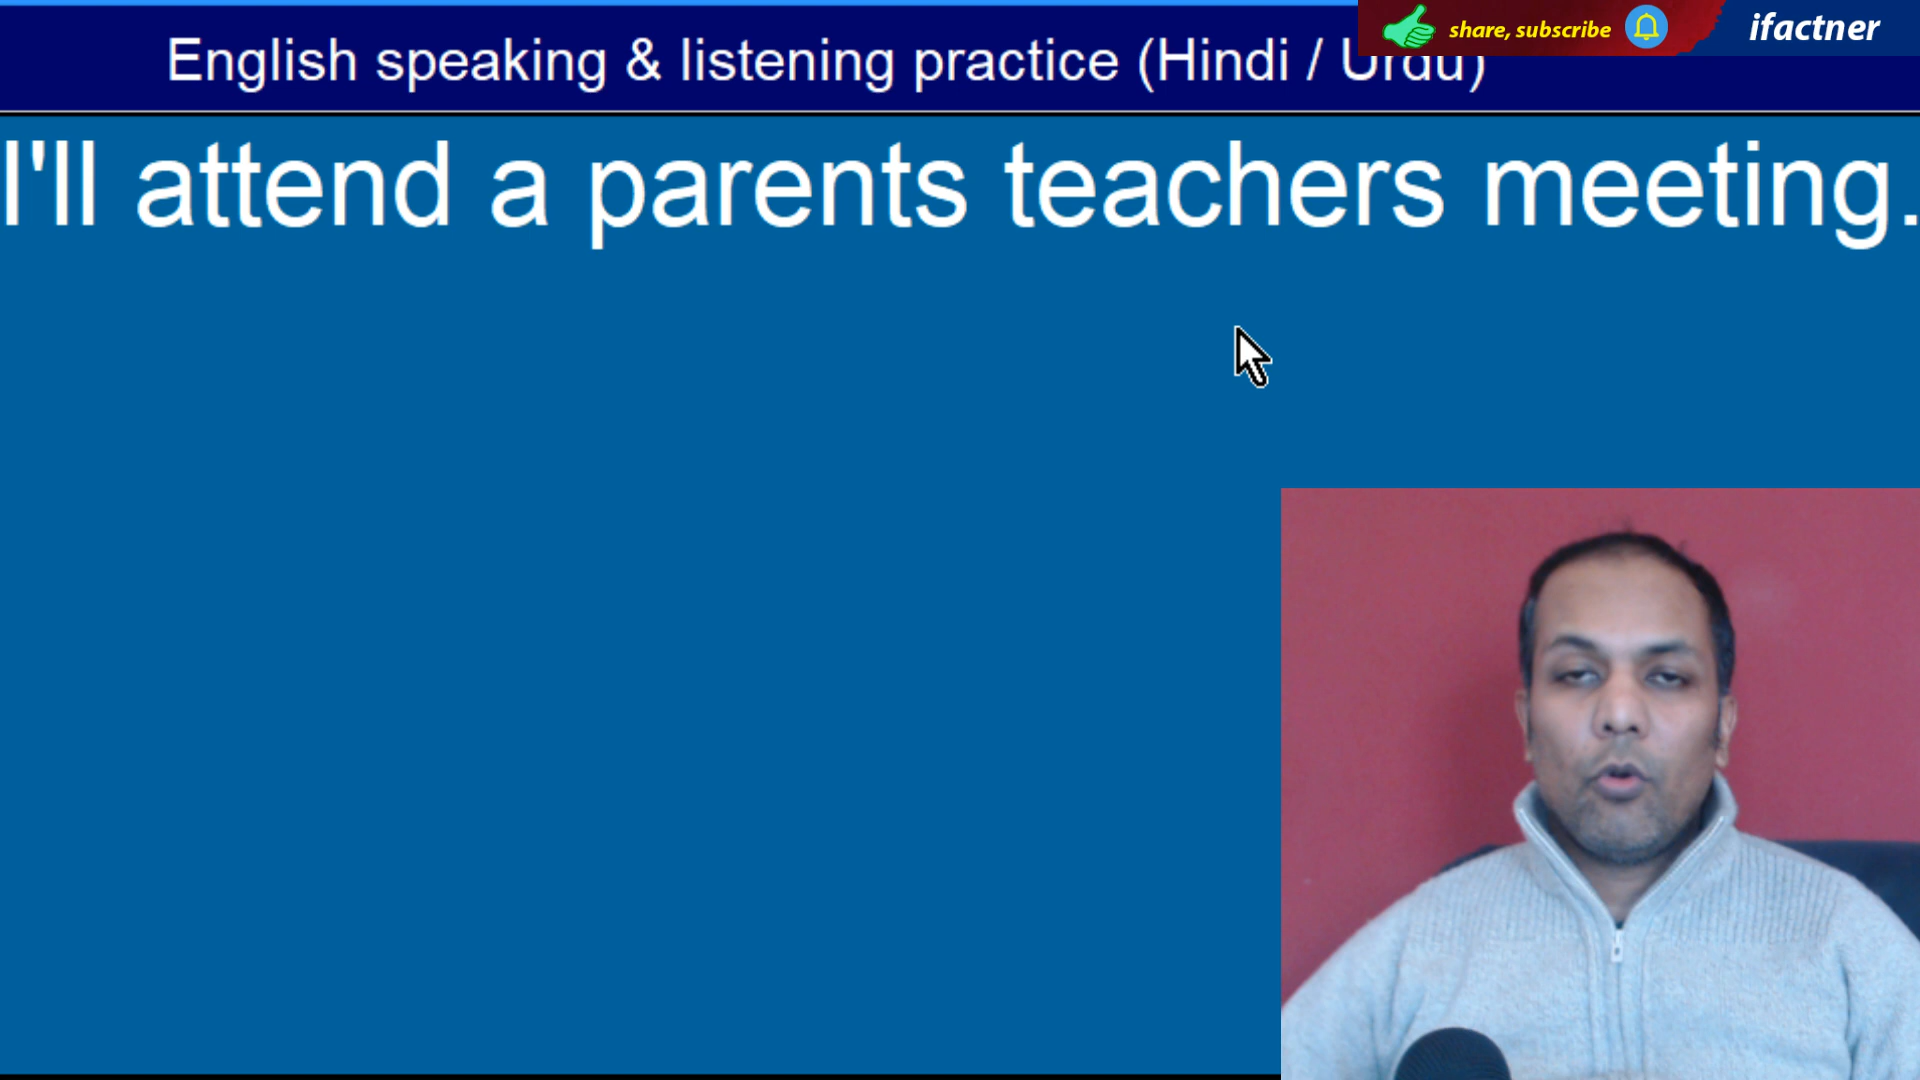 share, subscribe
ifactner
English speaking & listening practice (Hindi / Urdu)
I'll attend a parents teachers meeting.